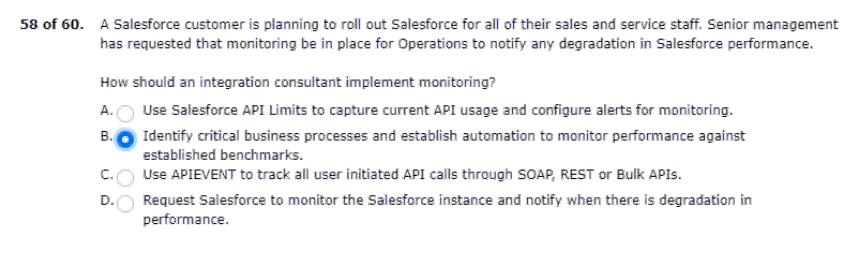 58 of 60. A Salesforce customer is planning to roll out Salesforce for all of their sales and service staff. Senior management
has requested that monitoring be in place for Operations to notify any degradation in Salesforce performance.
How should an integration consultant implement monitoring?
A. Use Salesforce API Limits to capture current API usage and configure alerts for monitoring.
B. Identify critical business processes and establish automation to monitor performance against
established benchmarks.
C. Use APIEVENT to track all user initiated API calls through SOAP, REST or Bulk APIs.
D. Request Salesforce to monitor the Salesforce instance and notify when there is degradation in
performance.